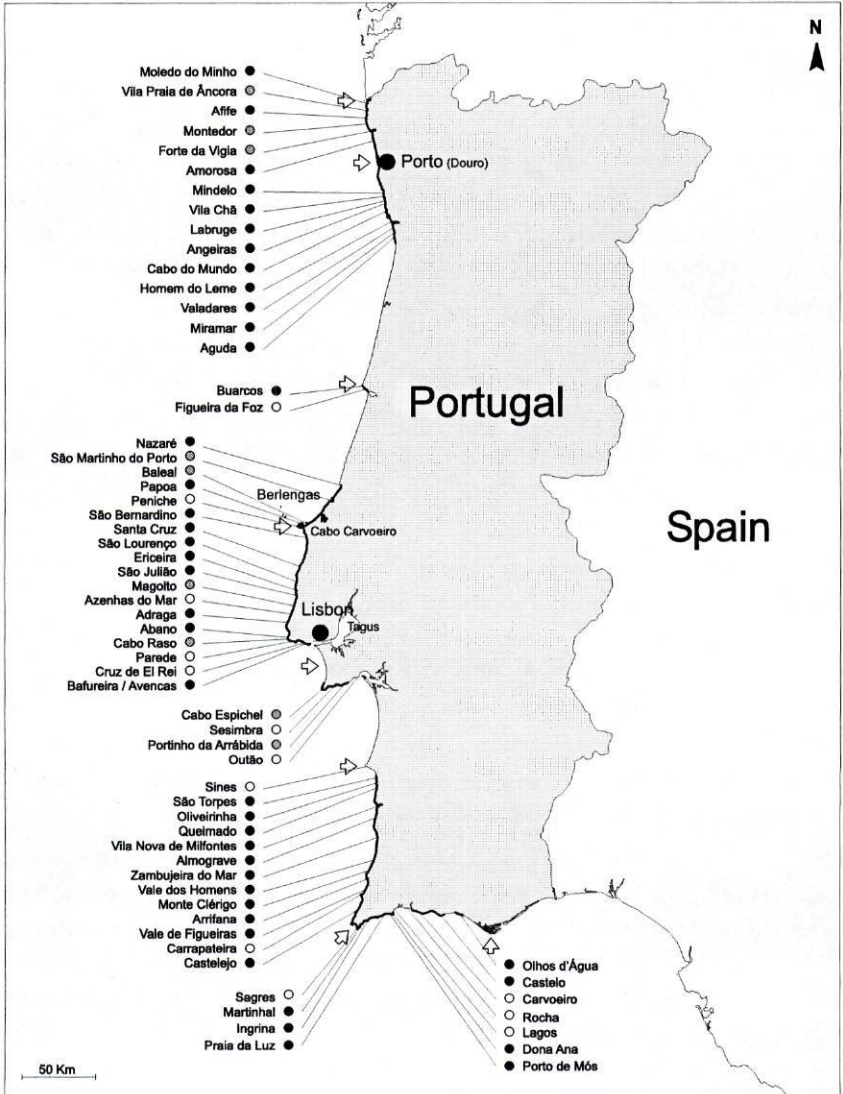 N
Moledo do Minho
Vila Praia de Âncora
Afife
Montedor
Forte da Vigia
Amorosa
Mindelo
Vila Chã
Labruge
Angeiras
Cabo do Mundo
Homem do Leme
Valadares
Miramar
Aguda
Porto (Douro)
Buarcos
Figueira da Foz
Portugal
Spain
Nazaré
São Martinho do Porto
Baleal
Papoa
Peniche
São Bernardino
Santa Cruz
São Lourenço
Ericeira
São Julião
Magoito
Azenhas do Mar
Adraga
Abano
Cabo Raso
Parede
Cruz de El Rei
Bafureira / Avencas
Berlengas
Cabo Carvoeiro
Lisbon
Tagus
Cabo Espichel
Sesimbra
Portinho da Arrábida
Outão
Sines
São Torpes
Oliveirinha
Queimado
Vila Nova de Milfontes
Almograve
Zambujeira do Mar
Vale dos Homens
Monte Clérigo
Arrifana
Vale de Figueiras
Carrapateira
Castelejo
Sagres
Martinhal
Ingrina
Praia da Luz
Olhos d'Água
Castelo
Carvoeiro
Rocha
Lagos
Dona Ana
Porto de Mós
50 Km